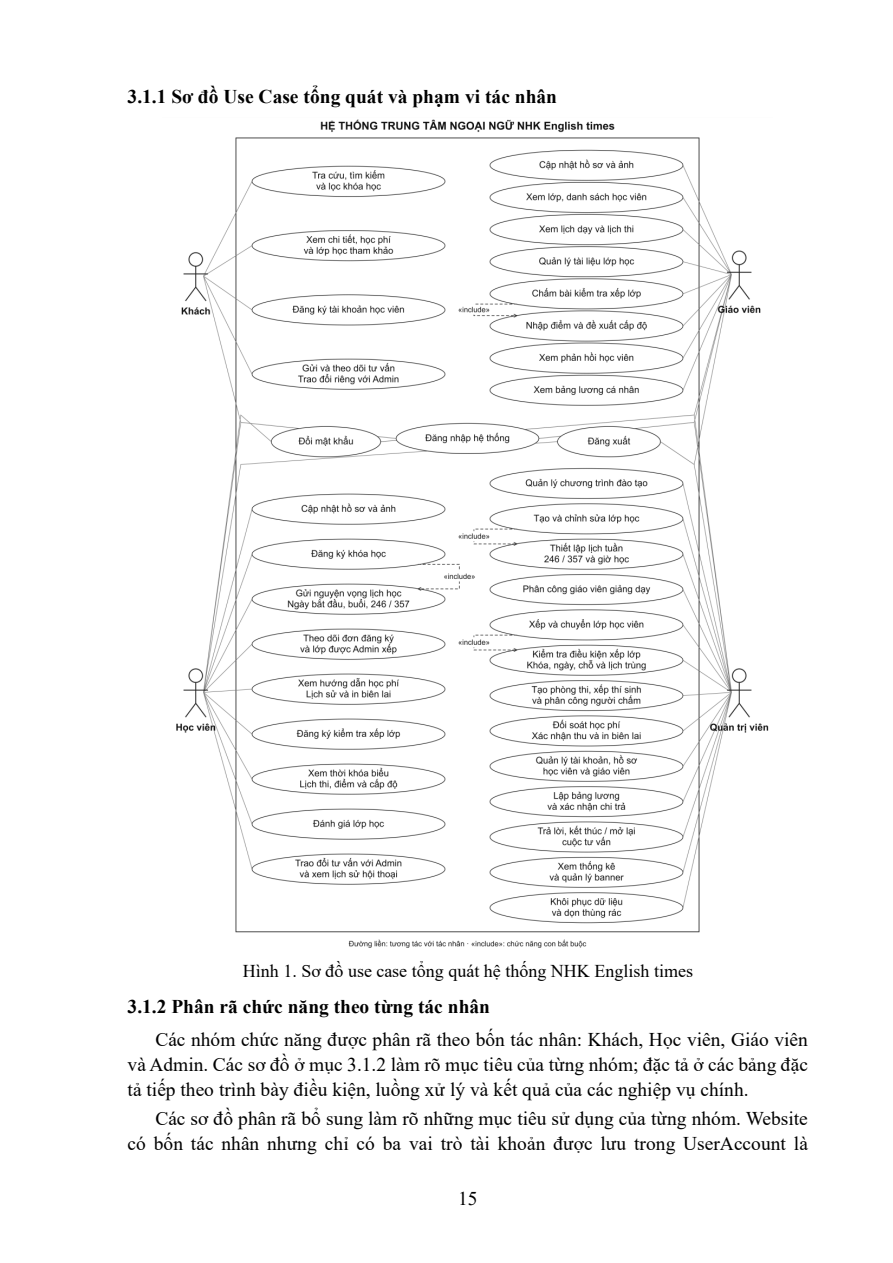 3.1.1 Sơ đồ Use Case tổng quát và phạm vi tác nhân
HỆ THỐNG TRUNG TÂM NGOẠI NGỮ NHK English times
Tra cứu, tìm kiếm
và lọc khóa học
Xem chi tiết, học phí
và lớp học tham khảo
Khách
Đăng ký tài khoản học viên
Gửi và theo dõi tư vấn
Trao đổi riêng với Admin
Cập nhật hồ sơ và ảnh
Xem lớp, danh sách học viên
Xem lịch dạy và lịch thi
Quản lý tài liệu lớp học
Chấm bài kiểm tra xếp lớp
«include»
Giáo viên
Nhập điểm và đề xuất cấp độ
Xem phản hồi học viên
Xem bảng lương cá nhân
Đổi mật khẩu
Đăng nhập hệ thống
Đăng xuất
Cập nhật hồ sơ và ảnh
Đăng ký khóa học
«include»
Gửi nguyện vọng lịch học
Ngày bắt đầu, buổi, 246 / 357
Theo dõi đơn đăng ký
và lớp được Admin xếp
Xem hướng dẫn học phí
Lịch sử và in biên lai
Học viên
Đăng ký kiểm tra xếp lớp
Xem thời khóa biểu
Lịch thi, điểm và cấp độ
Đánh giá lớp học
Trao đổi tư vấn với Admin
và xem lịch sử hội thoại
Quản lý chương trình đào tạo
Tạo và chỉnh sửa lớp học
«include»
Thiết lập lịch tuần
246 / 357 và giờ học
Phân công giáo viên giảng dạy
Xếp và chuyển lớp học viên
«include»
Kiểm tra điều kiện xếp lớp
Khóa, ngày, chỗ và lịch trùng
Tạo phòng thi, xếp thí sinh
và phân công người chấm
Đối soát học phí
Xác nhận thu và in biên lai
Quản trị viên
Quản lý tài khoản, hồ sơ
học viên và giáo viên
Lập bảng lương
và xác nhận chi trả
Trả lời, kết thúc / mở lại
cuộc tư vấn
Xem thống kê
và quản lý banner
Khôi phục dữ liệu
và dọn thùng rác
Đường liền: tương tác với tác nhân · «include»: chức năng con bắt buộc
Hình 1. Sơ đồ use case tổng quát hệ thống NHK English times
3.1.2 Phân rã chức năng theo từng tác nhân
Các nhóm chức năng được phân rã theo bốn tác nhân: Khách, Học viên, Giáo viên
và Admin. Các sơ đồ ở mục 3.1.2 làm rõ mục tiêu của từng nhóm; đặc tả ở các bảng đặc
tả tiếp theo trình bày điều kiện, luồng xử lý và kết quả của các nghiệp vụ chính.
Các sơ đồ phân rã bổ sung làm rõ những mục tiêu sử dụng của từng nhóm. Website
có bốn tác nhân nhưng chỉ có ba vai trò tài khoản được lưu trong UserAccount là
15